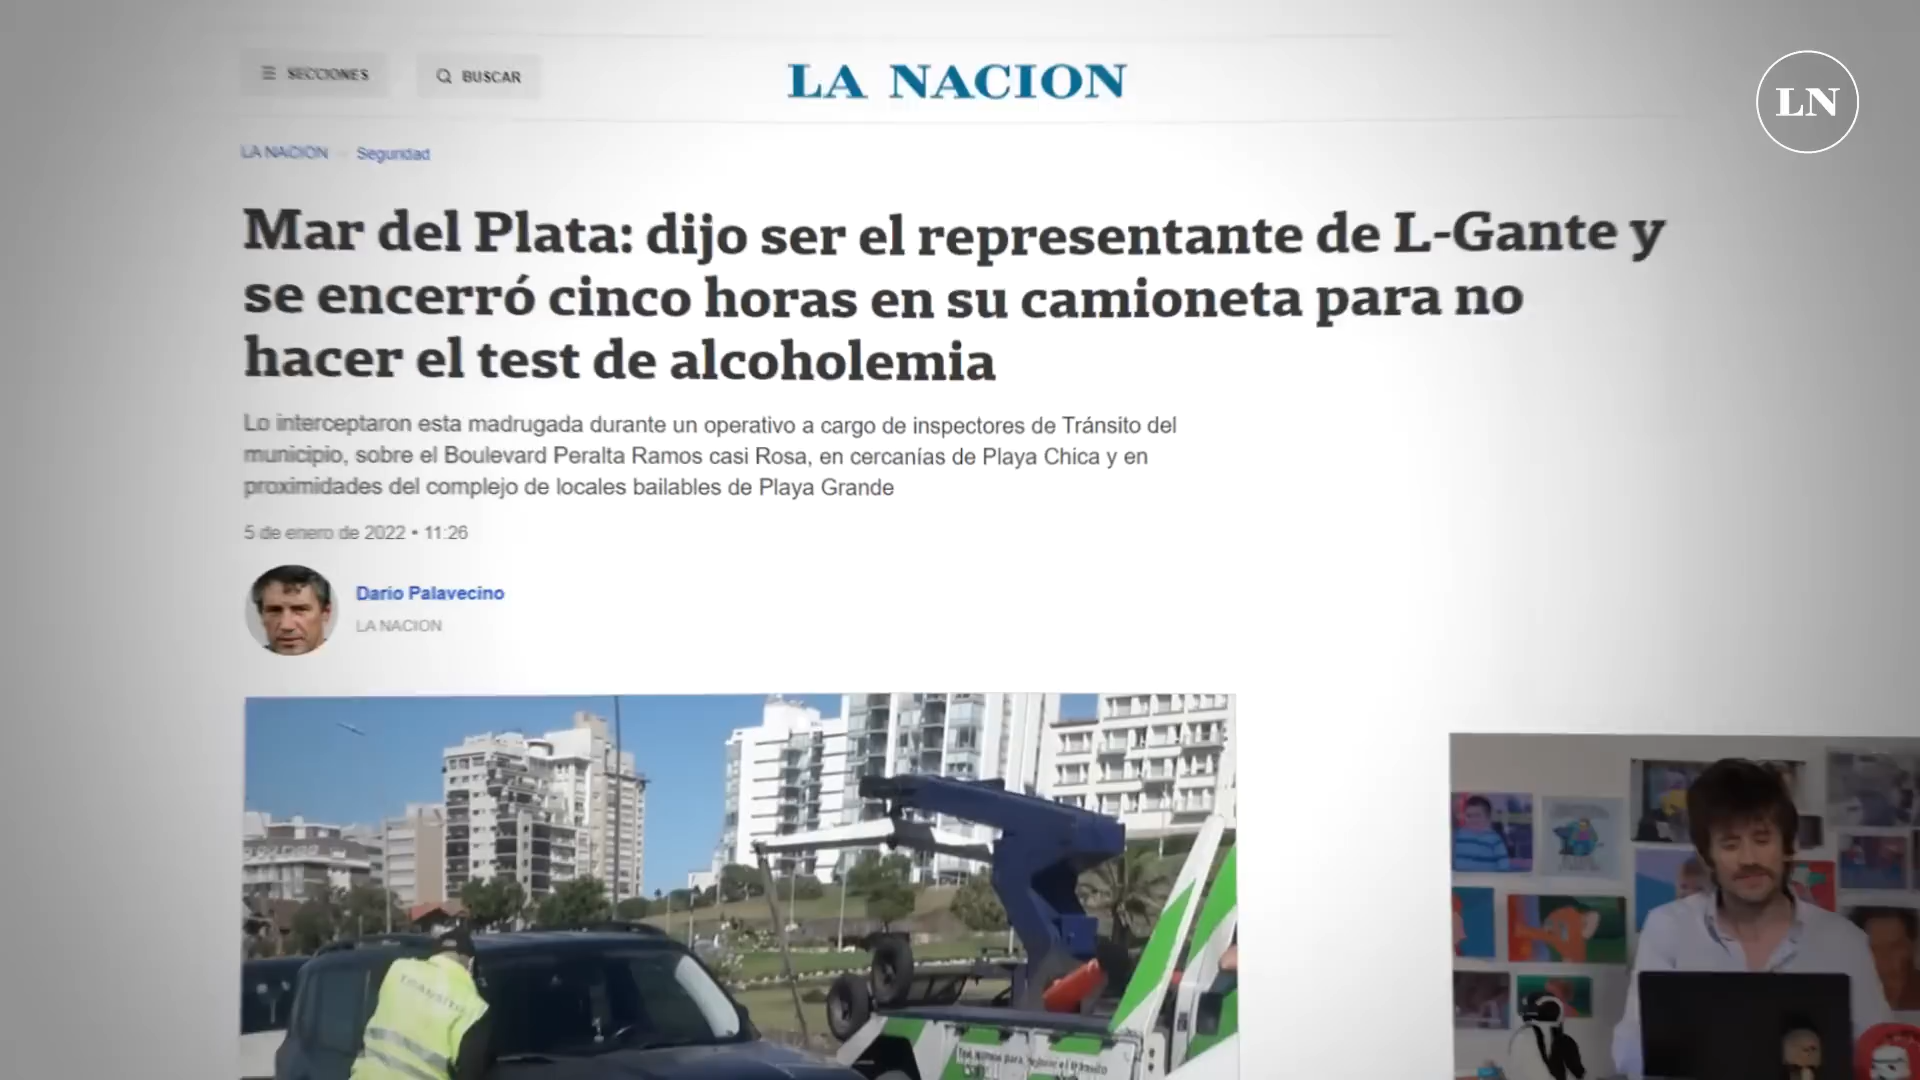 SECCIONES
BUSCAR
LA NACION
LN
LA NACION
Seguridad
Mar del Plata: dijo ser el representante de L-Gante y
se encerró cinco horas en su camioneta para no
hacer el test de alcoholemia
Lo interceptaron esta madrugada durante un operativo a cargo de inspectores de Tránsito del
municipio, sobre el Boulevard Peralta Ramos casi Rosa, en cercanías de Playa Chica y en
proximidades del complejo de locales bailables de Playa Grande
5 de enero de 2022 • 11:26
Darío Palavecino
LA NACION
TRANSITO